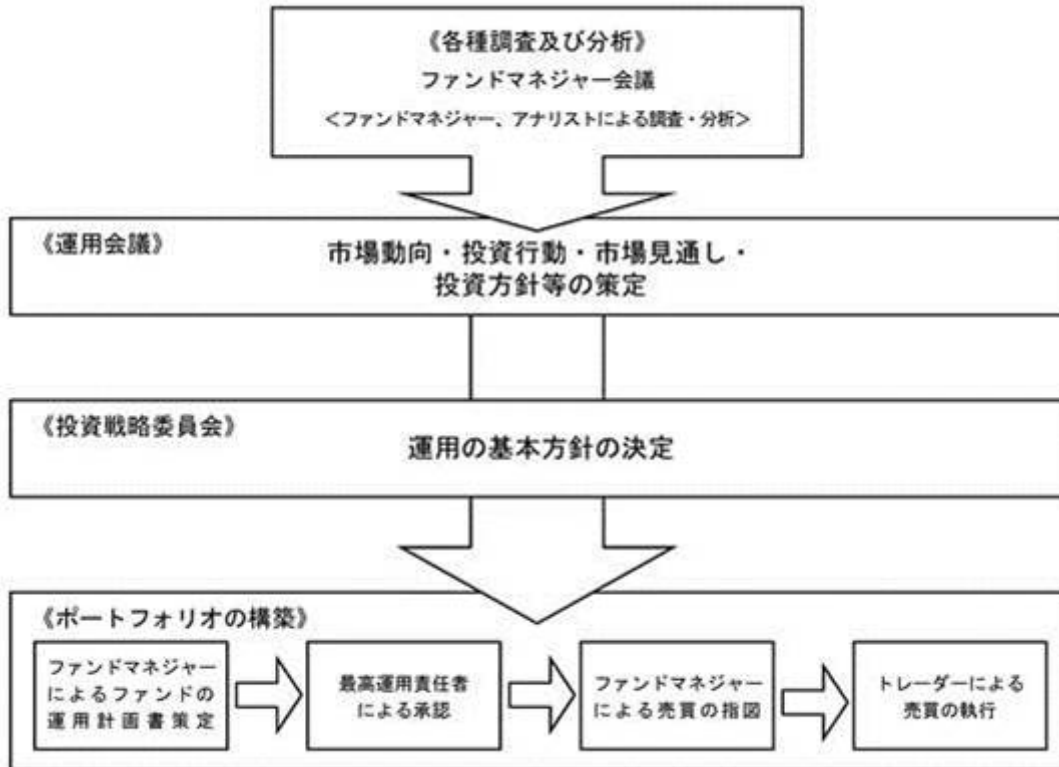 《各種調査及び分析》
ファンドマネジャー会議
<ファンドマネジャー、アナリストによる調査・分析>
《運用会議》
市場動向・投資行動・市場見通し・
投資方針等の策定
《投資戦略委員会》
運用の基本方針の決定
《ポートフォリオの構築》
ファンドマネジャー
によるファンドの
運用計画書策定
最高運用責任者
による承認
ファンドマネジャー
による売買の指図
トレーダーによる
売買の執行